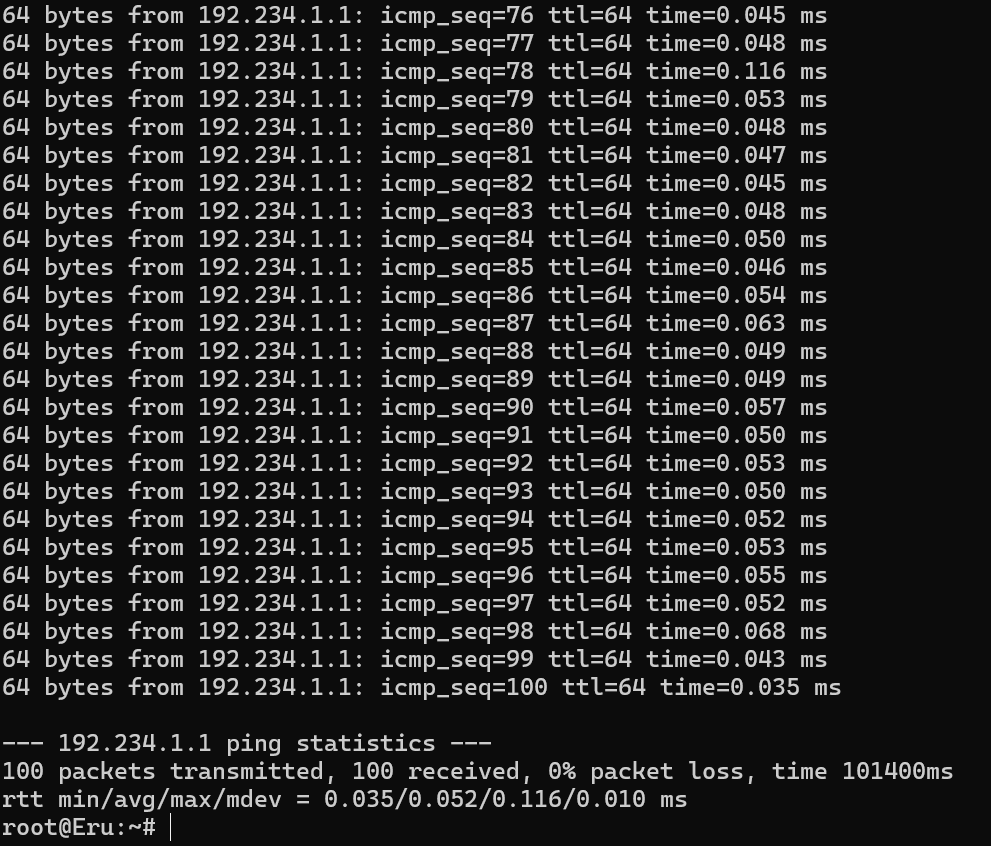 64 bytes from 192.234.1.1: icmp_seq=76 ttl=64 time=0.045 ms
64 bytes from 192.234.1.1: icmp_seq=77 ttl=64 time=0.048 ms
64 bytes from 192.234.1.1: icmp_seq=78 ttl=64 time=0.116 ms
64 bytes from 192.234.1.1: icmp_seq=79 ttl=64 time=0.053 ms
64 bytes from 192.234.1.1: icmp_seq=80 ttl=64 time=0.048 ms
64 bytes from 192.234.1.1: icmp_seq=81 ttl=64 time=0.047 ms
64 bytes from 192.234.1.1: icmp_seq=82 ttl=64 time=0.045 ms
64 bytes from 192.234.1.1: icmp_seq=83 ttl=64 time=0.048 ms
64 bytes from 192.234.1.1: icmp_seq=84 ttl=64 time=0.050 ms
64 bytes from 192.234.1.1: icmp_seq=85 ttl=64 time=0.046 ms
64 bytes from 192.234.1.1: icmp_seq=86 ttl=64 time=0.054 ms
64 bytes from 192.234.1.1: icmp_seq=87 ttl=64 time=0.063 ms
64 bytes from 192.234.1.1: icmp_seq=88 ttl=64 time=0.049 ms
64 bytes from 192.234.1.1: icmp_seq=89 ttl=64 time=0.049 ms
64 bytes from 192.234.1.1: icmp_seq=90 ttl=64 time=0.057 ms
64 bytes from 192.234.1.1: icmp_seq=91 ttl=64 time=0.050 ms
64 bytes from 192.234.1.1: icmp_seq=92 ttl=64 time=0.053 ms
64 bytes from 192.234.1.1: icmp_seq=93 ttl=64 time=0.050 ms
64 bytes from 192.234.1.1: icmp_seq=94 ttl=64 time=0.052 ms
64 bytes from 192.234.1.1: icmp_seq=95 ttl=64 time=0.053 ms
64 bytes from 192.234.1.1: icmp_seq=96 ttl=64 time=0.055 ms
64 bytes from 192.234.1.1: icmp_seq=97 ttl=64 time=0.052 ms
64 bytes from 192.234.1.1: icmp_seq=98 ttl=64 time=0.068 ms
64 bytes from 192.234.1.1: icmp_seq=99 ttl=64 time=0.043 ms
64 bytes from 192.234.1.1: icmp_seq=100 ttl=64 time=0.035 ms
--- 192.234.1.1 ping statistics ---
100 packets transmitted, 100 received, 0% packet loss, time 101400ms
rtt min/avg/max/mdev = 0.035/0.052/0.116/0.010 ms
root@Eru:~#